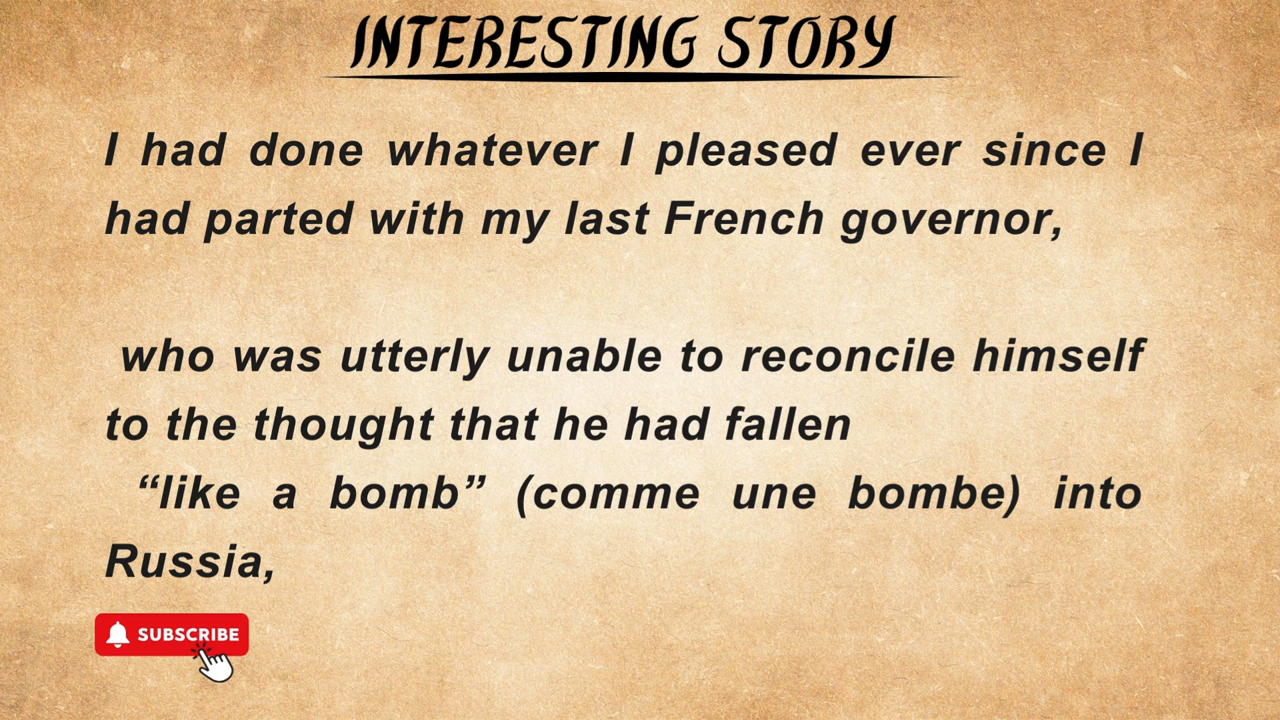 INTERESTING STORY
I had done whatever I pleased ever since I
had parted with my last French governor,
who was utterly unable to reconcile himself
to the thought that he had fallen
“like a bomb” (comme une bombe) into
Russia,
SUBSCRIBE